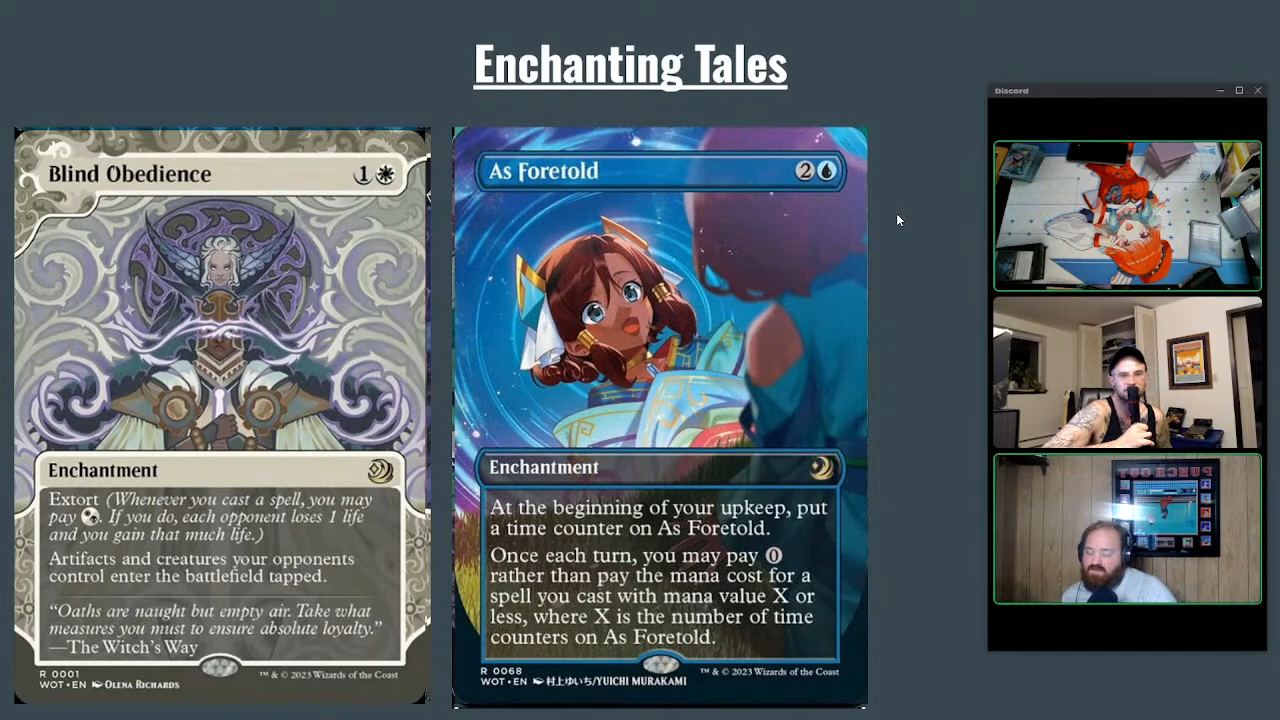 Enchanting Tales
Blind Obedience
1
Enchantment
Extort (Whenever you cast a spell, you may
pay . If you do, each opponent loses 1 life
and you gain that much life.)
Artifacts and creatures your opponents
control enter the battlefield tapped.
“Oaths are naught but empty air. Take what
measures you must to ensure absolute loyalty.”
—The Witch's Way
R 0001
WOT • EN OLENA RICHARDS
™ & © 2023 Wizards of the Coast
As Foretold
2
Enchantment
At the beginning of your upkeep, put
a time counter on As Foretold.
Once each turn, you may pay 0
rather than pay the mana cost for a
spell you cast with mana value X or
less, where X is the number of time
counters on As Foretold.
R 0068
WOT • EN 村上ゆいち/YUICHI MURAKAMI
™ & © 2023 Wizards of the Coast
Discord
PUNCH OUT